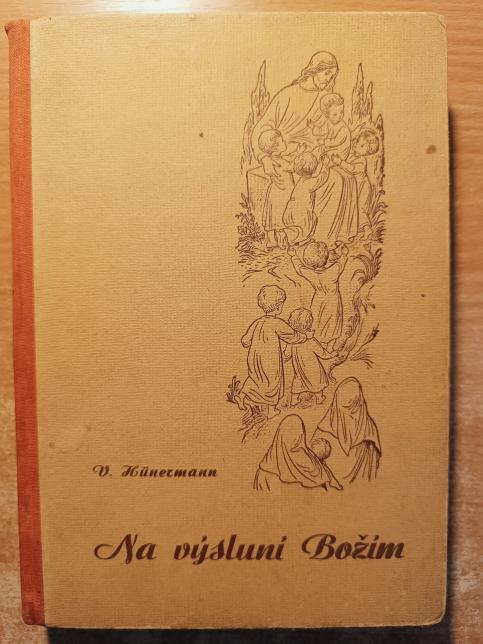 V. Hünermann
Na výsluní Božím